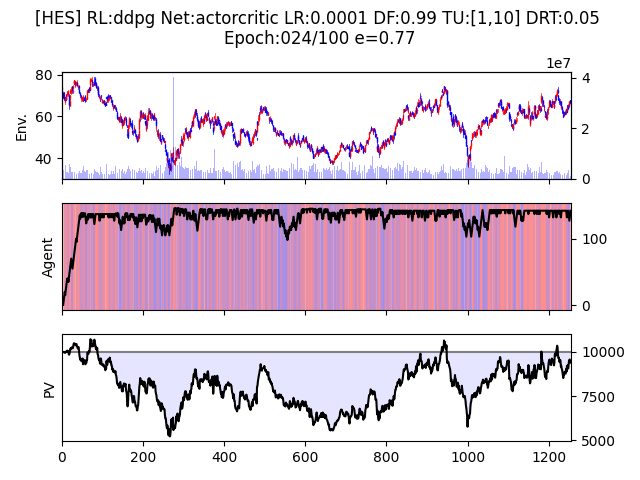 [HES] RL:ddpg Net:actorcritic LR:0.0001 DF:0.99 TU:[1,10] DRT:0.05
Epoch:024/100 e=0.77
1e7
80
60
40
Env.
4
2
0
Agent
100
0
PV
10000
7500
5000
0 200 400 600 800 1000 1200